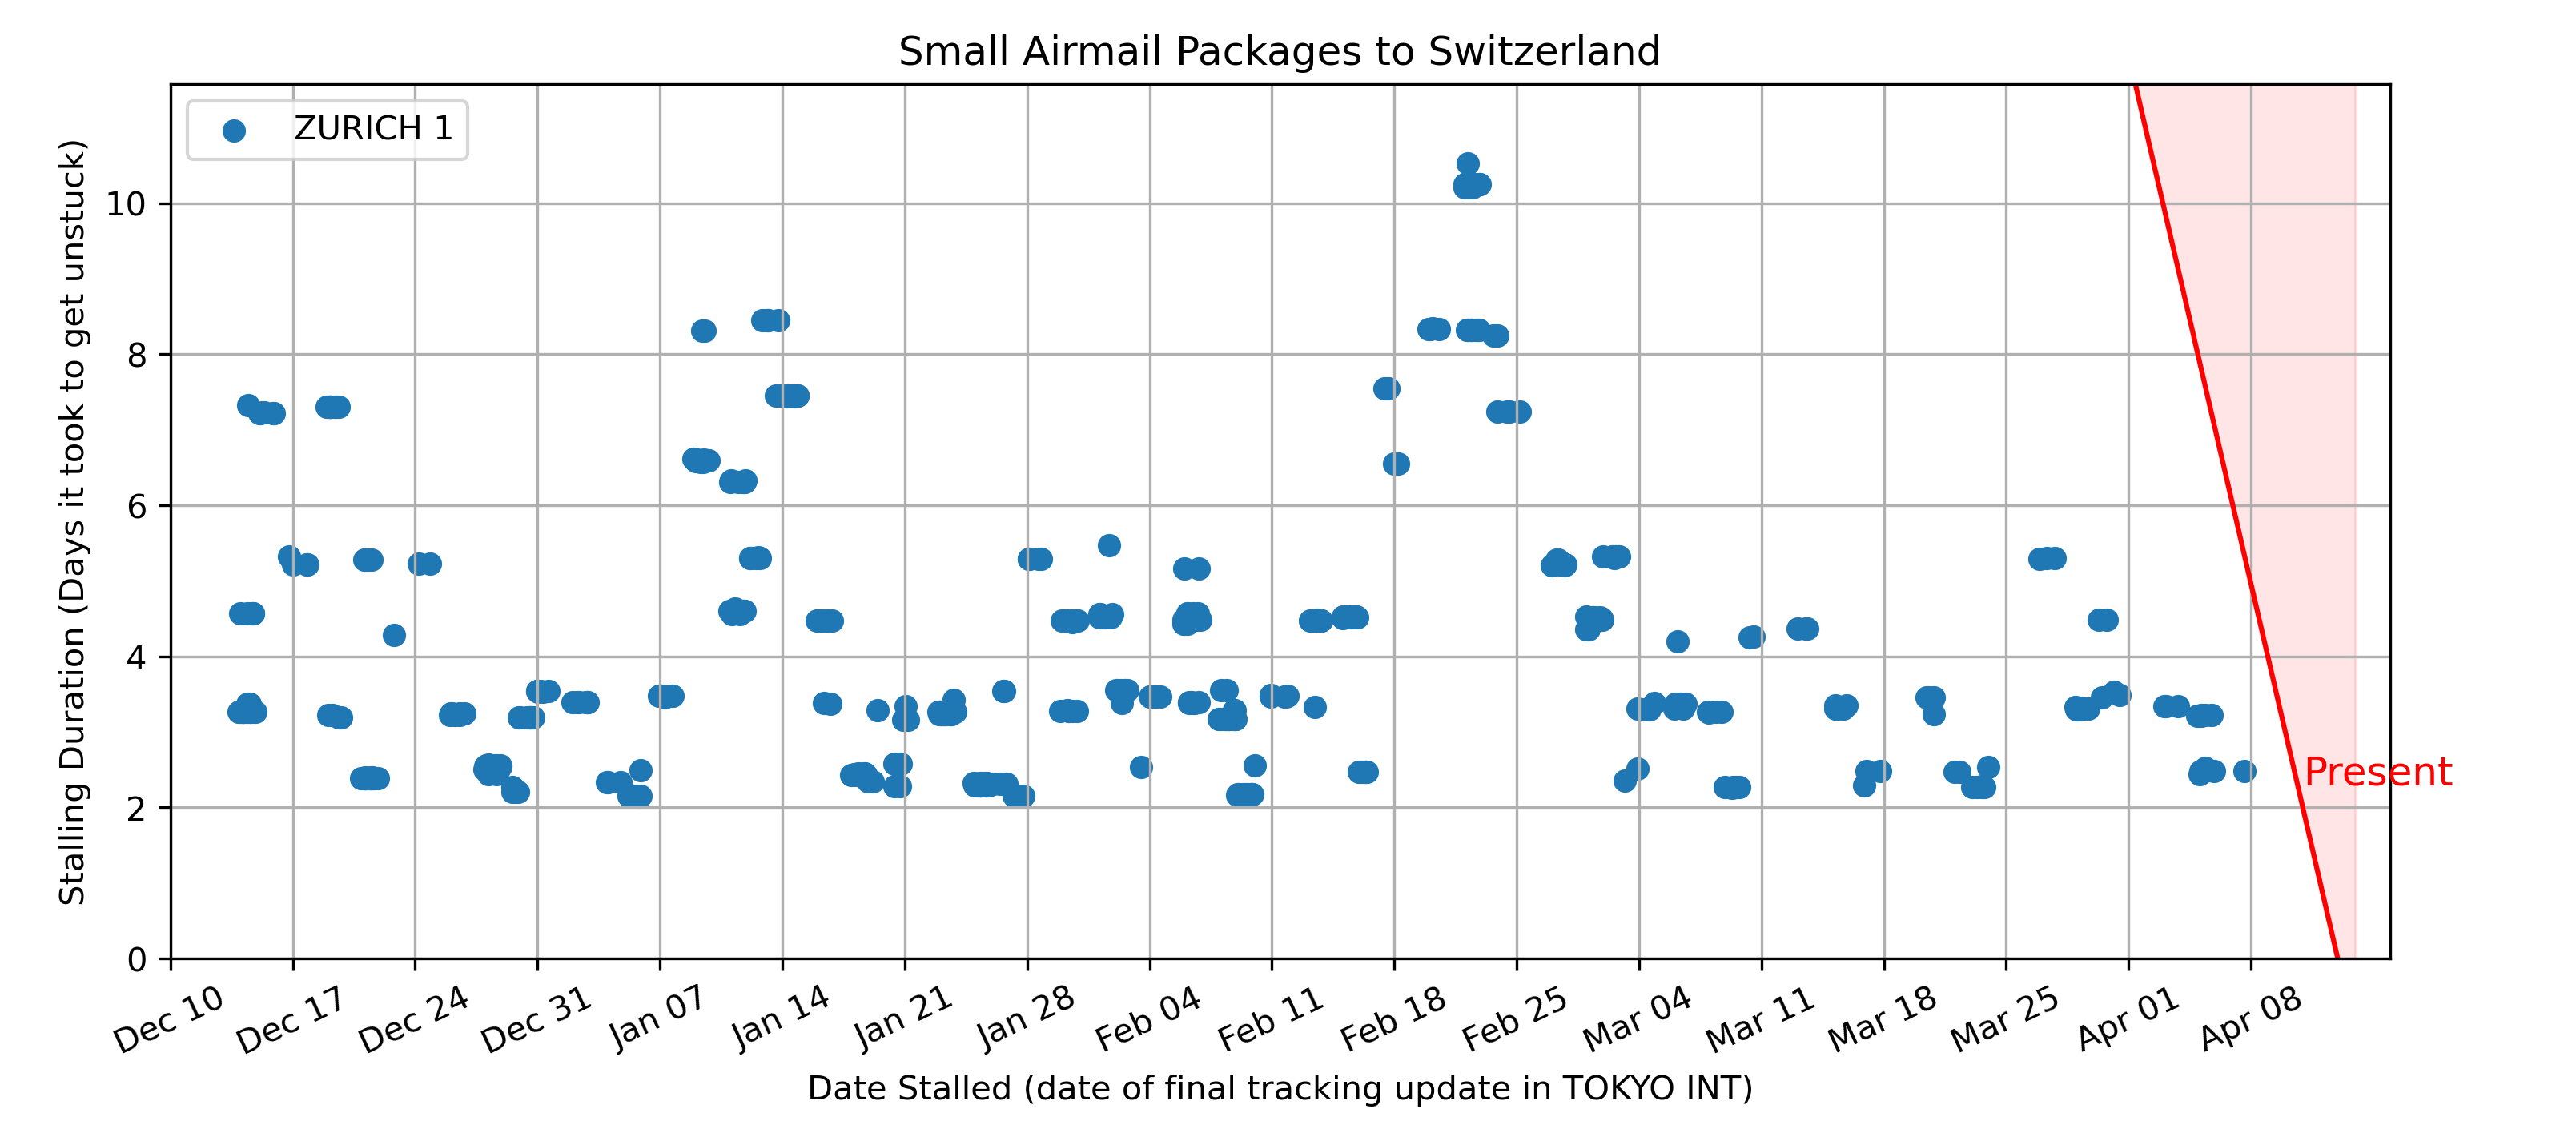 Small Airmail Packages to Switzerland
ZURICH 1
Stalling Duration (Days it took to get unstuck)
10
8
6
4
2
0
Present
Dec 10
Dec 17
Dec 24
Dec 31
Jan 07
Jan 14
Jan 21
Jan 28
Feb 04
Feb 11
Feb 18
Feb 25
Mar 04
Mar 11
Mar 18
Mar 25
Apr 01
Apr 08
Date Stalled (date of final tracking update in TOKYO INT)